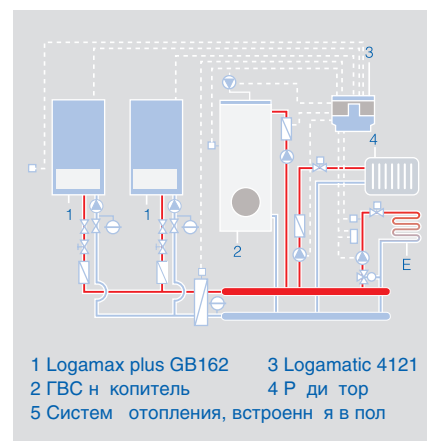 3
4
1
1
2
E
1 Logamax plus GB162 3 Logamatic 4121
2 ГВС н копитель 4 Р ди тор
5 Систем отопления, встроенн я в пол